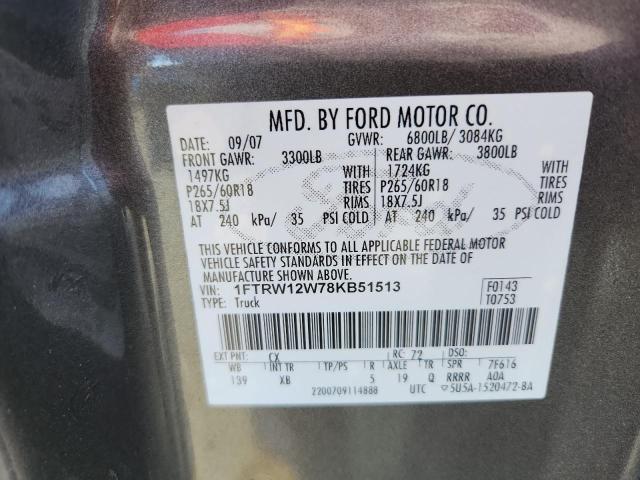 MFD. BY FORD MOTOR CO.
DATE: 09/07 GVWR: 6800LB/ 3084KG
FRONT GAWR: 3300LB REAR GAWR: 3800LB
1497KG WITH 1724KG WITH
P265/60R18 TIRES P265/60R18 TIRES
18X7.5J RIMS 18X7.5J RIMS
AT 240 kPa/ 35 PSI COLD AT 240 kPa/ 35 PSI COLD
THIS VEHICLE CONFORMS TO ALL APPLICABLE FEDERAL MOTOR
VEHICLE SAFETY STANDARDS IN EFFECT ON THE DATE OF
MANUFACTURE SHOWN ABOVE.
VIN: 1FTRW12W78KB51513 F0143
TYPE: Truck T0753
EXT PNT: CX RC: 72 DSO:
WB INT TR TP/PS R AXLE TR SPR 7F616
139 XB 5 19 Q RRRR A0A
2200709114888 UTC 5U5A-1520472-BA